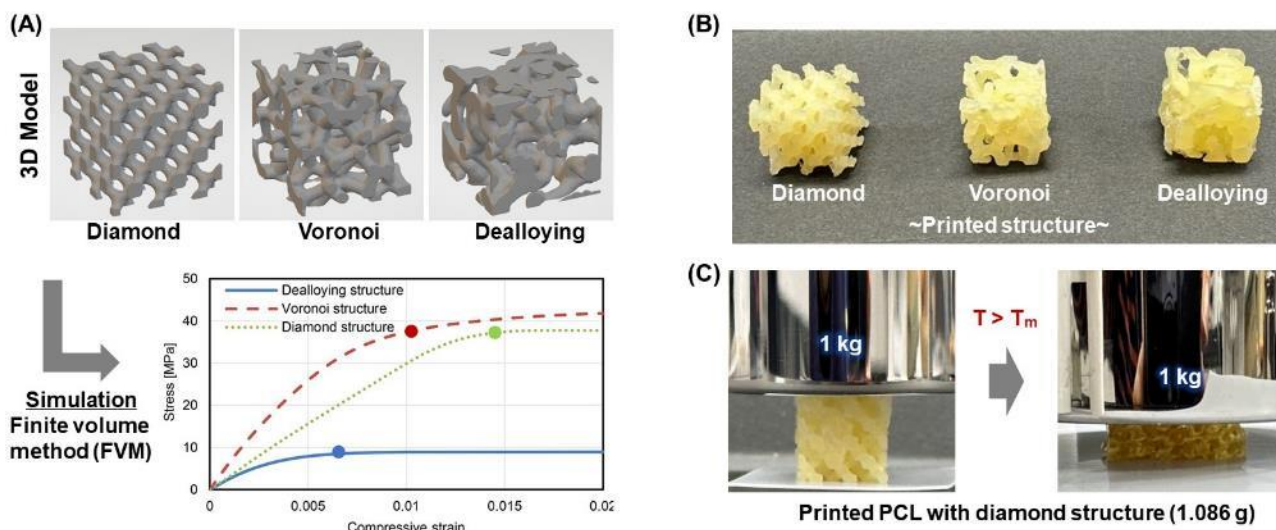 (A)
3D Model
Diamond
Voronoi
Dealloying
Simulation
Finite volume
method (FVM)
Stress [MPa]
50
40
30
20
10
0
Dealloying structure
Voronoi structure
Diamond structure
0
0.005
0.01
0.015
0.02
Compressive strain
(B)
Diamond
Voronoi
Dealloying
~Printed structure~
(C)
1 kg
T > Tm
1 kg
Printed PCL with diamond structure (1.086 g)